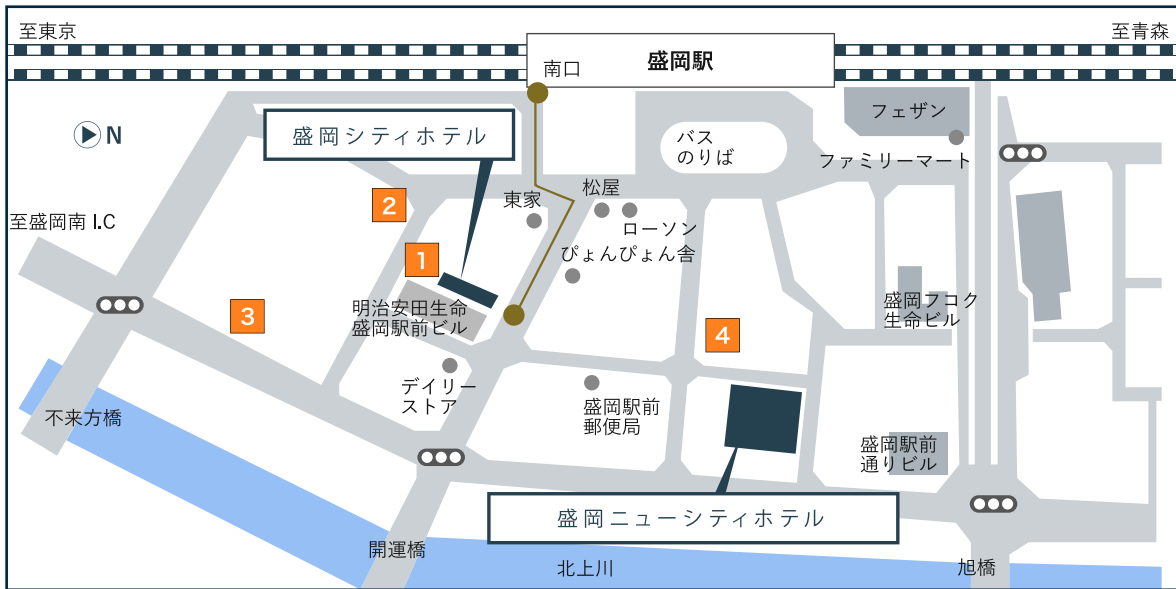 至東京
至青森
盛岡駅
南口
N
盛岡シティホテル
バス
のりば
フェザン
ファミリーマート
2
東家
松屋
ローソン
至盛岡南 I.C
1
ぴょんぴょん舎
明治安田生命
盛岡駅前ビル
3
4
盛岡フコク
生命ビル
デイリー
ストア
盛岡駅前
郵便局
不来方橋
盛岡駅前
通りビル
盛岡ニューシティホテル
開運橋
北上川
旭橋